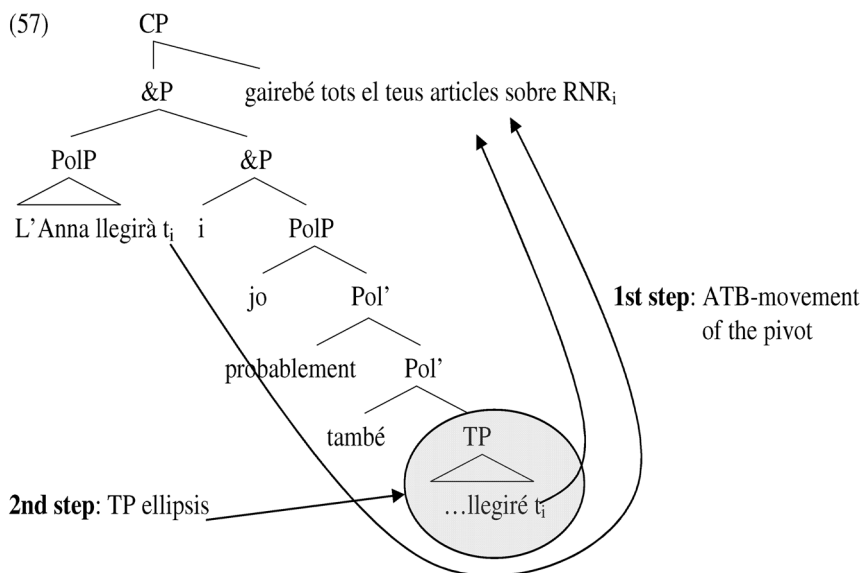 (57) CP
&P gairebé tots el teus articles sobre RNRi
PolP &P
L'Anna llegirà ti i PolP
jo Pol'
1st step: ATB-movement
of the pivot
probablement Pol'
també TP
2nd step: TP ellipsis …llegiré ti